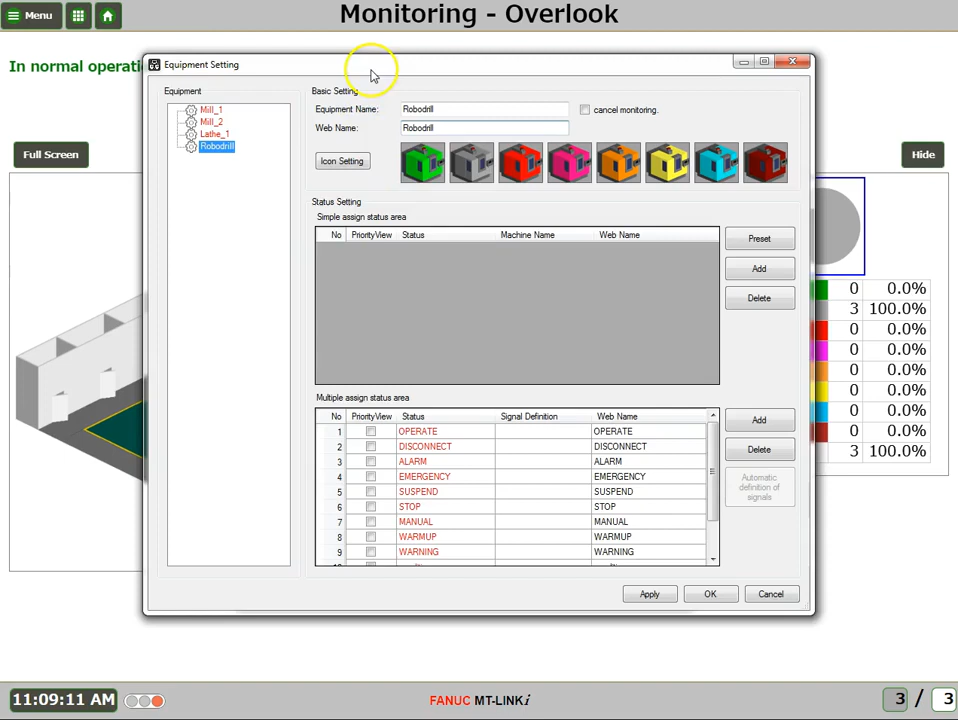 Menu
Monitoring - Overlook
In normal operati
Equipment Setting
Equipment
Mill_1
Mill_2
Lathe_1
Robodrill
Basic Setting
Equipment Name: Robodrill cancel monitoring.
Web Name: Robodrill
Icon Setting
Full Screen
Hide
Status Setting
Simple assign status area
No PriorityView Status Machine Name Web Name
Preset
Add
Delete
0 0.0%
3 100.0%
0 0.0%
0 0.0%
0 0.0%
0 0.0%
0 0.0%
0 0.0%
3 100.0%
Multiple assign status area
No PriorityView Status Signal Definition Web Name
1 OPERATE OPERATE
2 DISCONNECT DISCONNECT
3 ALARM ALARM
4 EMERGENCY EMERGENCY
5 SUSPEND SUSPEND
6 STOP STOP
7 MANUAL MANUAL
8 WARMUP WARMUP
9 WARNING WARNING
Add
Delete
Automatic
definition of
signals
Apply OK Cancel
11:09:11 AM
FANUC MT-LINKi
3 / 3